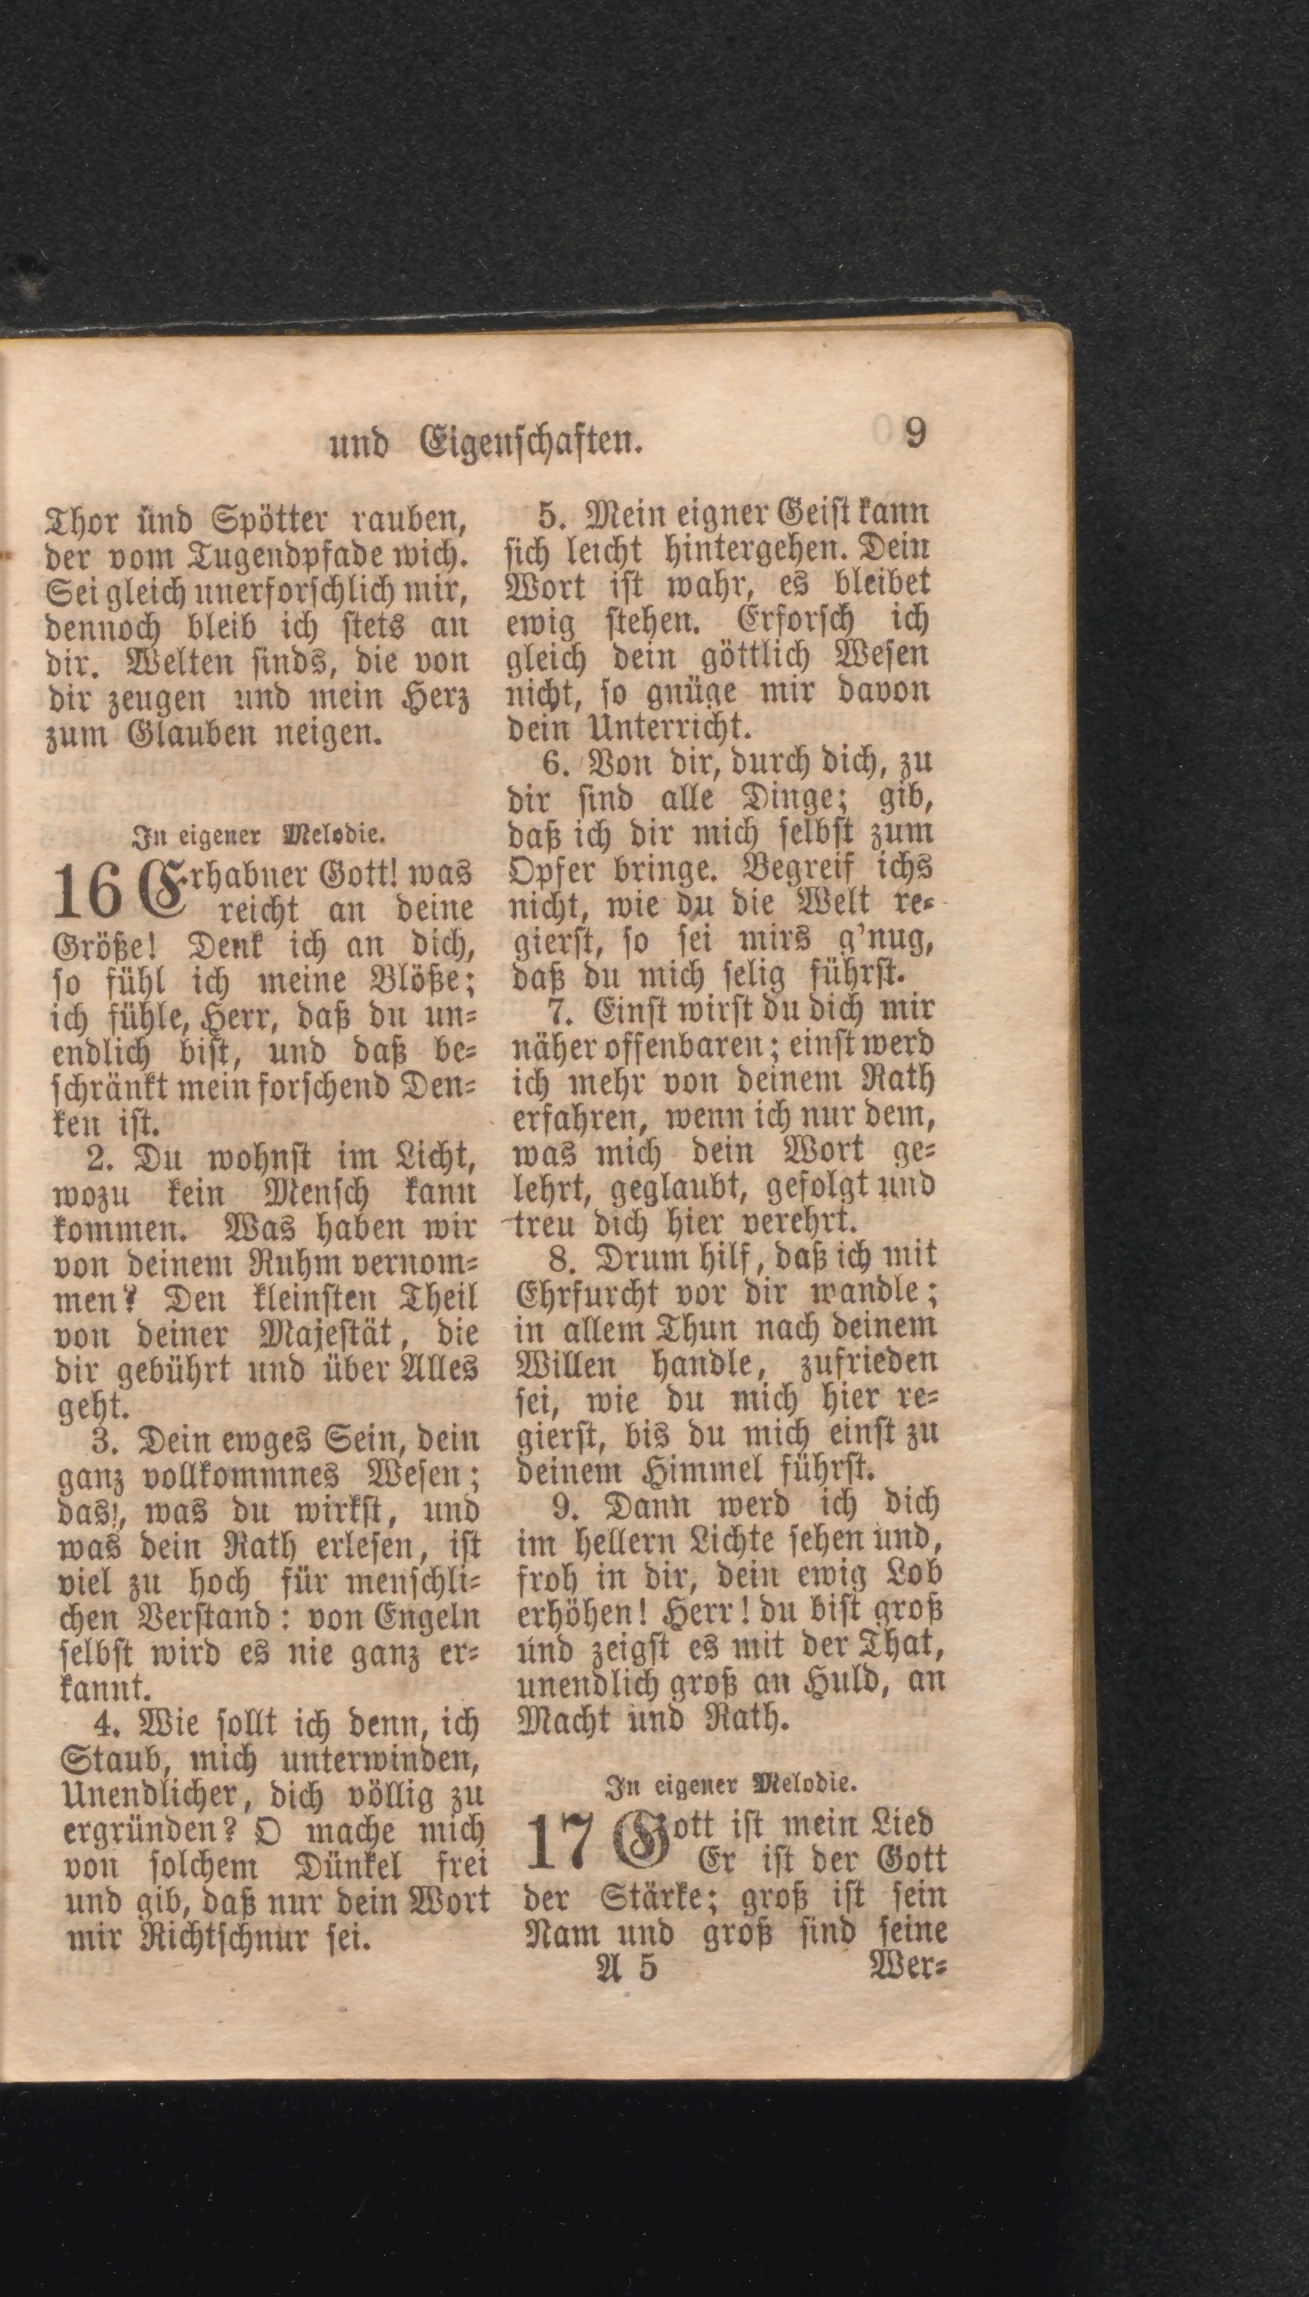 und Eigenschaften.
9
Thor und Spötter rauben,
der vom Tugendpfade wich.
Sei gleich unerforschlich mir,
dennoch bleib ich stets an
dir. Welten sinds, die von
dir zeugen und mein Herz
zum Glauben neigen.
In eigener Melodie.
16 Erhabner Gott! was
reicht an deine
Größe! Denk ich an dich,
so fühl ich meine Blöße;
ich fühle, Herr, daß du un-
endlich bist, und daß be-
schränkt mein forschend Den-
ken ist.
2. Du wohnst im Licht,
wozu kein Mensch kann
kommen. Was haben wir
von deinem Ruhm vernom-
men? Den kleinsten Theil
von deiner Majestät, die
dir gebührt und über Alles
geht.
3. Dein ewges Sein, dein
ganz vollkommnes Wesen;
das, was du wirkst, und
was dein Rath erlesen, ist
viel zu hoch für menschli-
chen Verstand: von Engeln
selbst wird es nie ganz er-
kannt.
4. Wie sollt ich denn, ich
Staub, mich unterwinden,
Unendlicher, dich völlig zu
ergründen? O mache mich
von solchem Dünkel frei
und gib, daß nur dein Wort
mir Richtschnur sei.
5. Mein eigner Geist kann
sich leicht hintergehen. Dein
Wort ist wahr, es bleibet
ewig stehen. Erforsch ich
gleich dein göttlich Wesen
nicht, so gnüge mir davon
dein Unterricht.
6. Von dir, durch dich, zu
dir sind alle Dinge; gib,
daß ich dir mich selbst zum
Opfer bringe. Begreif ichs
nicht, wie du die Welt re-
gierst, so sei mirs g'nug,
daß du mich selig führst.
7. Einst wirst du dich mir
näher offenbaren; einst werd
ich mehr von deinem Rath
erfahren, wenn ich nur dem,
was mich dein Wort ge-
lehrt, geglaubt, gefolgt und
treu dich hier verehrt.
8. Drum hilf, daß ich mit
Ehrfurcht vor dir wandle;
in allem Thun nach deinem
Willen handle, zufrieden
sei, wie du mich hier re-
gierst, bis du mich einst zu
deinem Himmel führst.
9. Dann werd ich dich
im hellern Lichte sehen und,
froh in dir, dein ewig Lob
erhöhen! Herr! du bist groß
und zeigst es mit der That,
unendlich groß an Huld, an
Macht und Rath.
In eigener Melodie.
17 Gott ist mein Lied
Er ist der Gott
der Stärke; groß ist sein
Nam und groß sind seine
A 5
Wer-